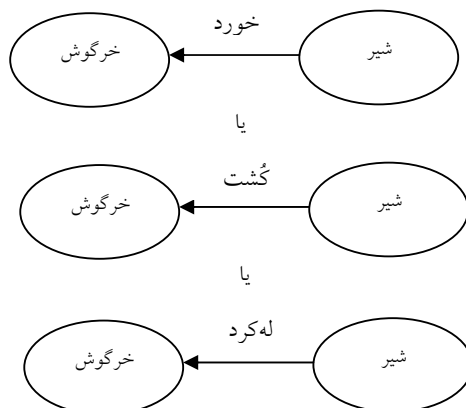 شیر خورد خرگوش
یا
شیر کُشت خرگوش
یا
شیر له‌کرد خرگوش